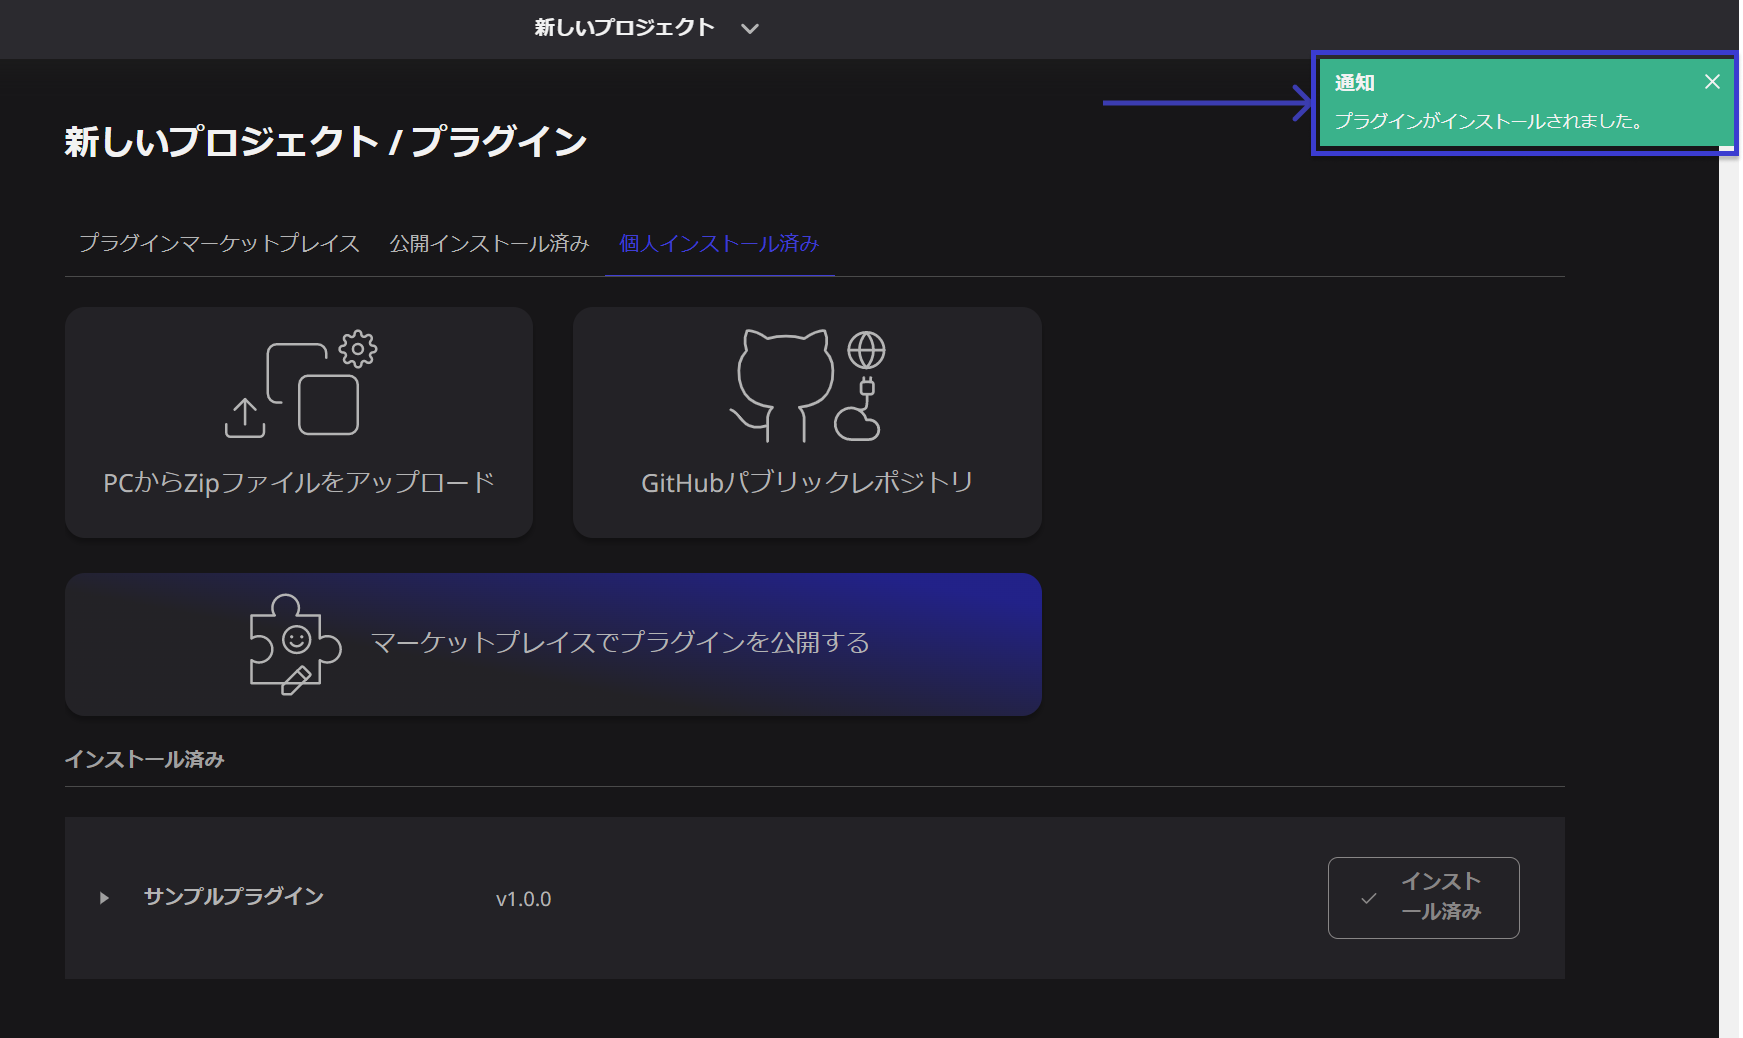 新しいプロジェクト
通知
プラグインがインストールされました。
新しいプロジェクト / プラグイン
プラグインマーケットプレイス 公開インストール済み 個人インストール済み
PCからZipファイルをアップロード
GitHubパブリックレポジトリ
マーケットプレイスでプラグインを公開する
インストール済み
サンプルプラグイン v1.0.0
インスト
ール済み